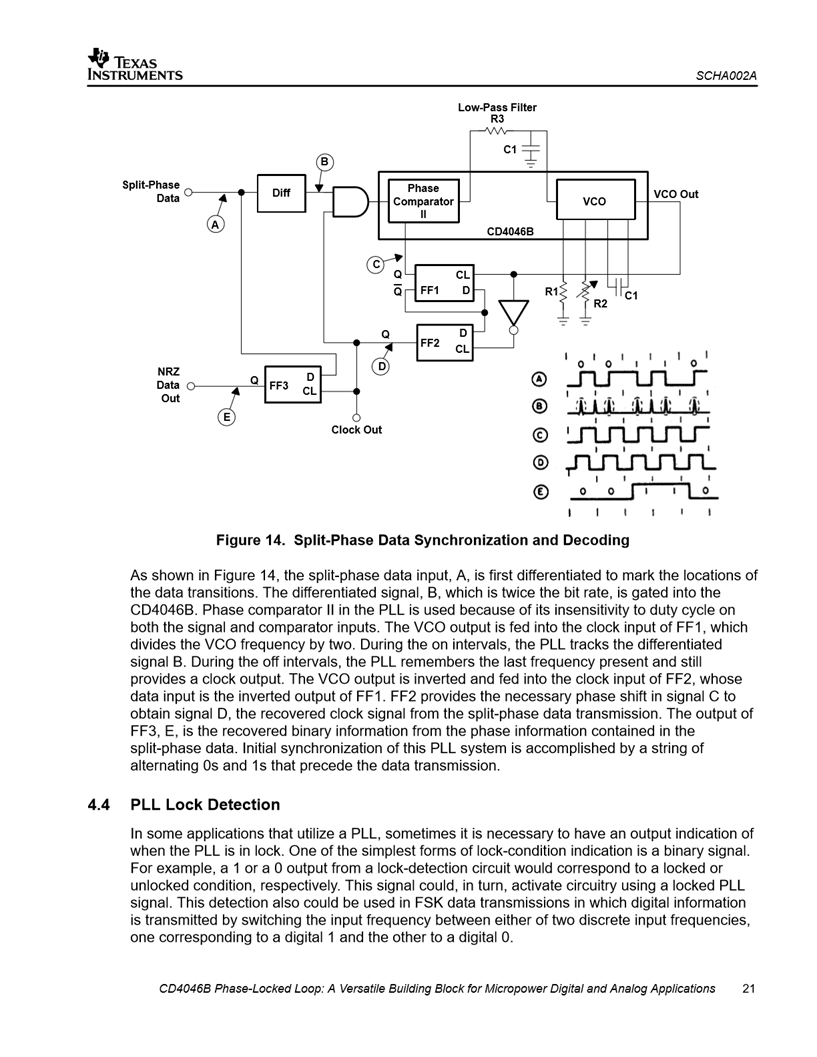 TEXAS
INSTRUMENTS
SCHA002A
Low-Pass Filter
R3
C1
B
Split-Phase
Data
Diff
Phase
Comparator
II
VCO
VCO Out
A
CD4046B
C
Q
CL
Q
FF1
D
R1
R2
C1
Q
D
FF2
CL
D
NRZ
Data
Out
Q
D
FF3
CL
E
Clock Out
A
1 0 0 1 1 0 1
B
C
D
E
0 0 1 1 0
Figure 14. Split-Phase Data Synchronization and Decoding
As shown in Figure 14, the split-phase data input, A, is first differentiated to mark the locations of
the data transitions. The differentiated signal, B, which is twice the bit rate, is gated into the
CD4046B. Phase comparator II in the PLL is used because of its insensitivity to duty cycle on
both the signal and comparator inputs. The VCO output is fed into the clock input of FF1, which
divides the VCO frequency by two. During the on intervals, the PLL tracks the differentiated
signal B. During the off intervals, the PLL remembers the last frequency present and still
provides a clock output. The VCO output is inverted and fed into the clock input of FF2, whose
data input is the inverted output of FF1. FF2 provides the necessary phase shift in signal C to
obtain signal D, the recovered clock signal from the split-phase data transmission. The output of
FF3, E, is the recovered binary information from the phase information contained in the
split-phase data. Initial synchronization of this PLL system is accomplished by a string of
alternating 0s and 1s that precede the data transmission.
4.4 PLL Lock Detection
In some applications that utilize a PLL, sometimes it is necessary to have an output indication of
when the PLL is in lock. One of the simplest forms of lock-condition indication is a binary signal.
For example, a 1 or a 0 output from a lock-detection circuit would correspond to a locked or
unlocked condition, respectively. This signal could, in turn, activate circuitry using a locked PLL
signal. This detection also could be used in FSK data transmissions in which digital information
is transmitted by switching the input frequency between either of two discrete input frequencies,
one corresponding to a digital 1 and the other to a digital 0.
CD4046B Phase-Locked Loop: A Versatile Building Block for Micropower Digital and Analog Applications 21